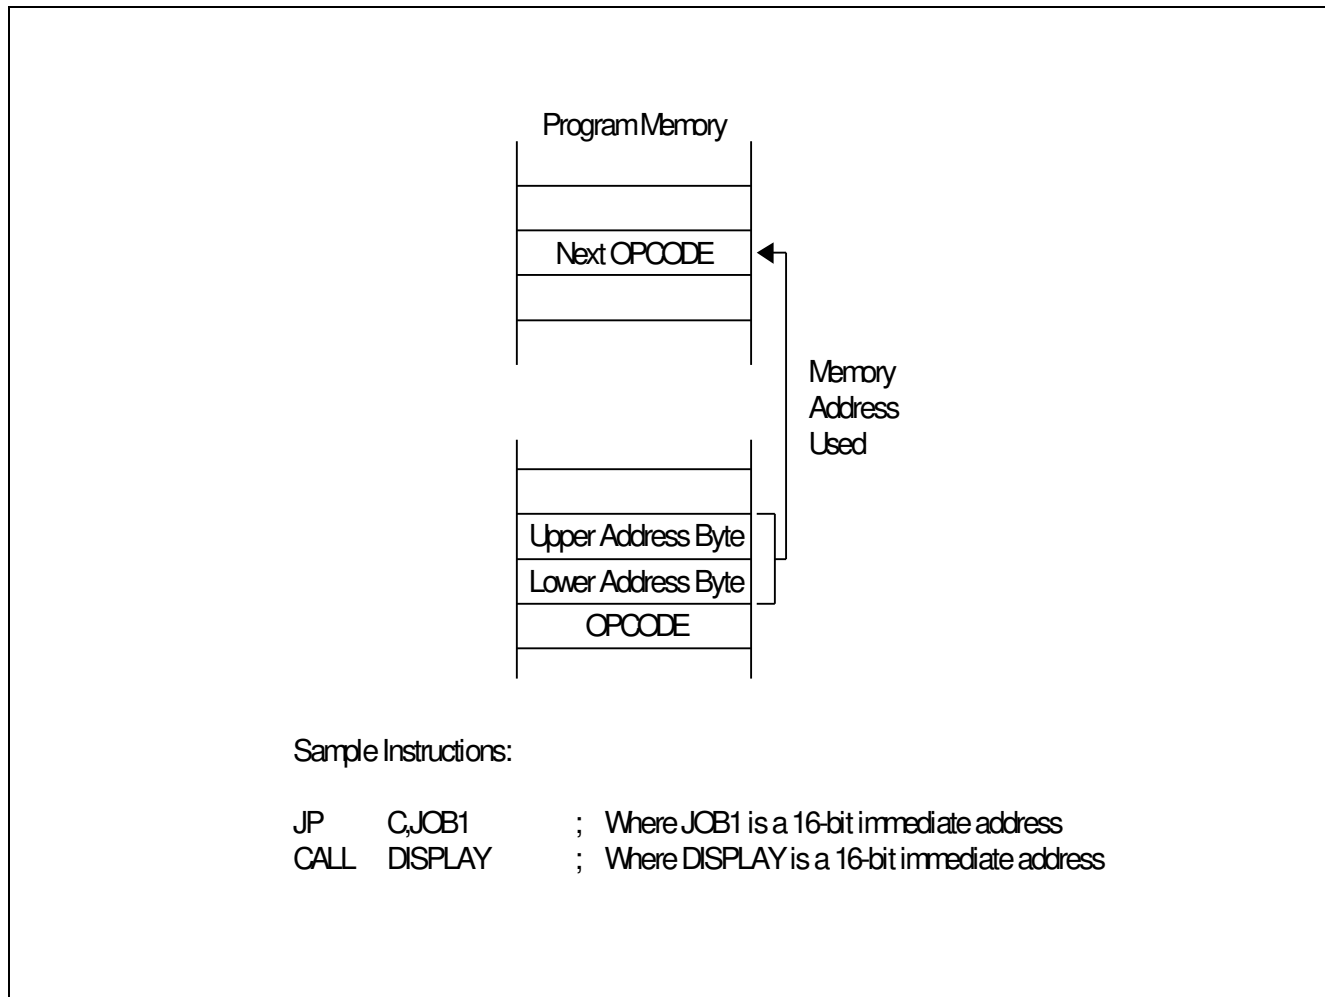 Program Memory
Next OPCODE
Memory
Address
Used
Upper Address Byte
Lower Address Byte
OPCODE
Sample Instructions:
JP C,JOB1 ; Where JOB1 is a 16-bit immediate address
CALL DISPLAY ; Where DISPLAY is a 16-bit immediate address